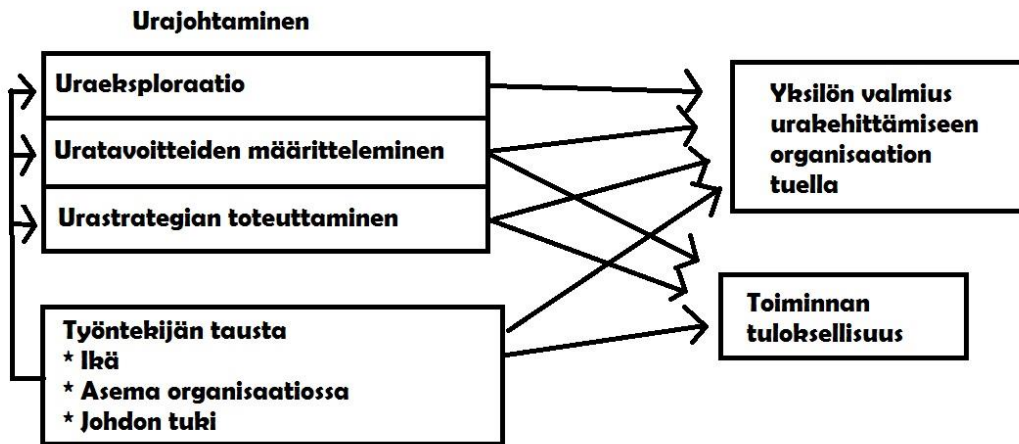 Urajohtaminen
Uraeksploraatio
Uratavoitteiden määritteleminen
Urastrategian toteuttaminen
Työntekijän tausta
* Ikä
* Asema organisaatiossa
* Johdon tuki
Yksilön valmius
urakehittämiseen
organisaation
tuella
Toiminnan
tuloksellisuus